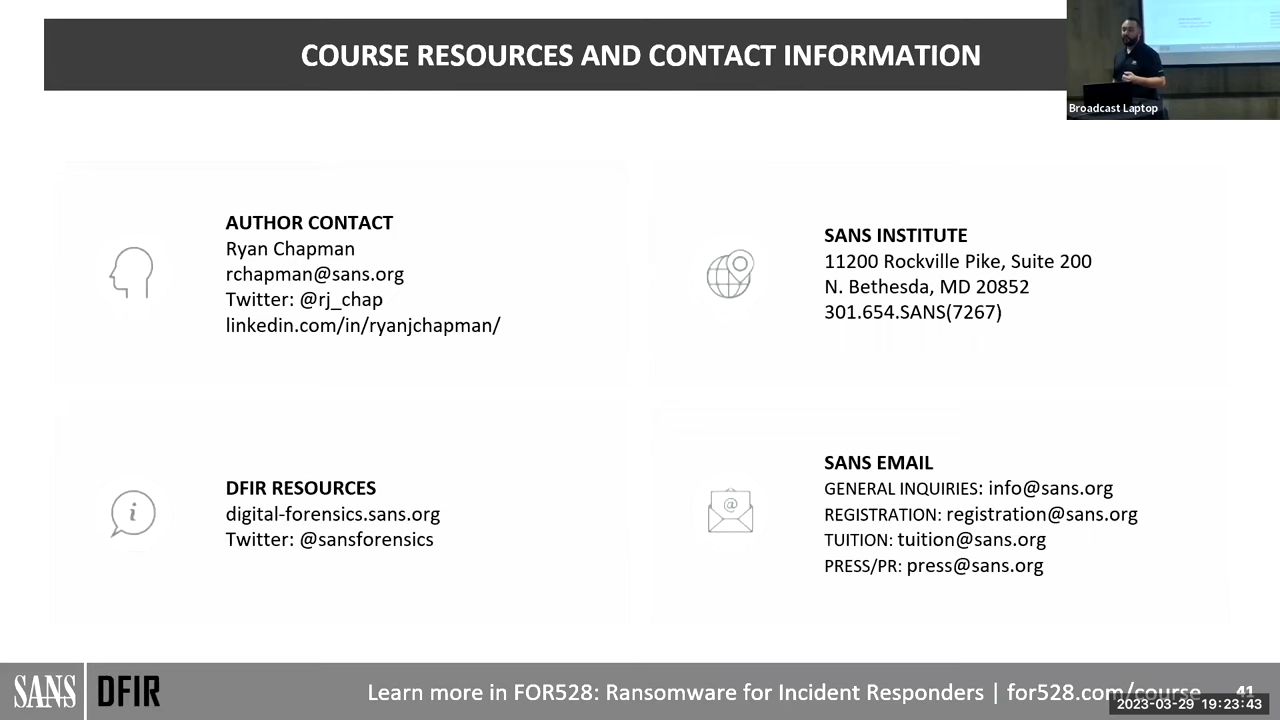 COURSE RESOURCES AND CONTACT INFORMATION
Broadcast Laptop
AUTHOR CONTACT
Ryan Chapman
rchapman@sans.org
Twitter: @rj_chap
linkedin.com/in/ryanjchapman/
SANS INSTITUTE
11200 Rockville Pike, Suite 200
N. Bethesda, MD 20852
301.654.SANS(7267)
DFIR RESOURCES
digital-forensics.sans.org
Twitter: @sansforensics
SANS EMAIL
GENERAL INQUIRIES: info@sans.org
REGISTRATION: registration@sans.org
TUITION: tuition@sans.org
PRESS/PR: press@sans.org
SANS DFIR
Learn more in FOR528: Ransomware for Incident Responders | for528.com/course 41
2023-03-29 19:23:43